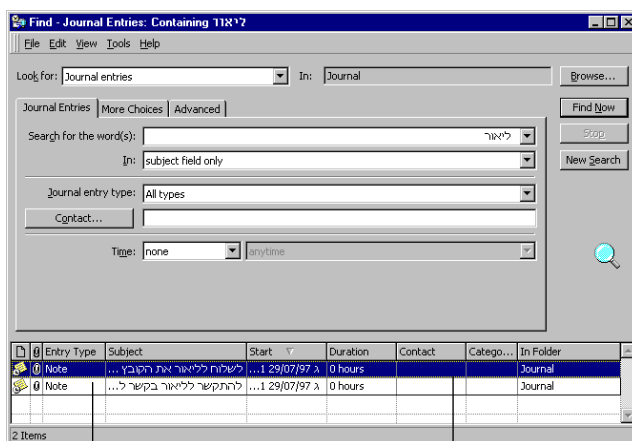 Find - Journal Entries: Containing ליאור
File Edit View Tools Help
Look for: Journal entries In: Journal Browse...
Journal Entries More Choices Advanced Find Now
Search for the word(s): ליאור Stop
In: subject field only New Search
Journal entry type: All types
Contact...
Time: none anytime
Entry Type Subject Start Duration Contact Catego... In Folder
Note לשלוח לליאור את הקובץ ... ג 29/07/97 1... 0 hours Journal
Note להתקשר לליאור בקשר ל... ג 29/07/97 1... 0 hours Journal
2 Items